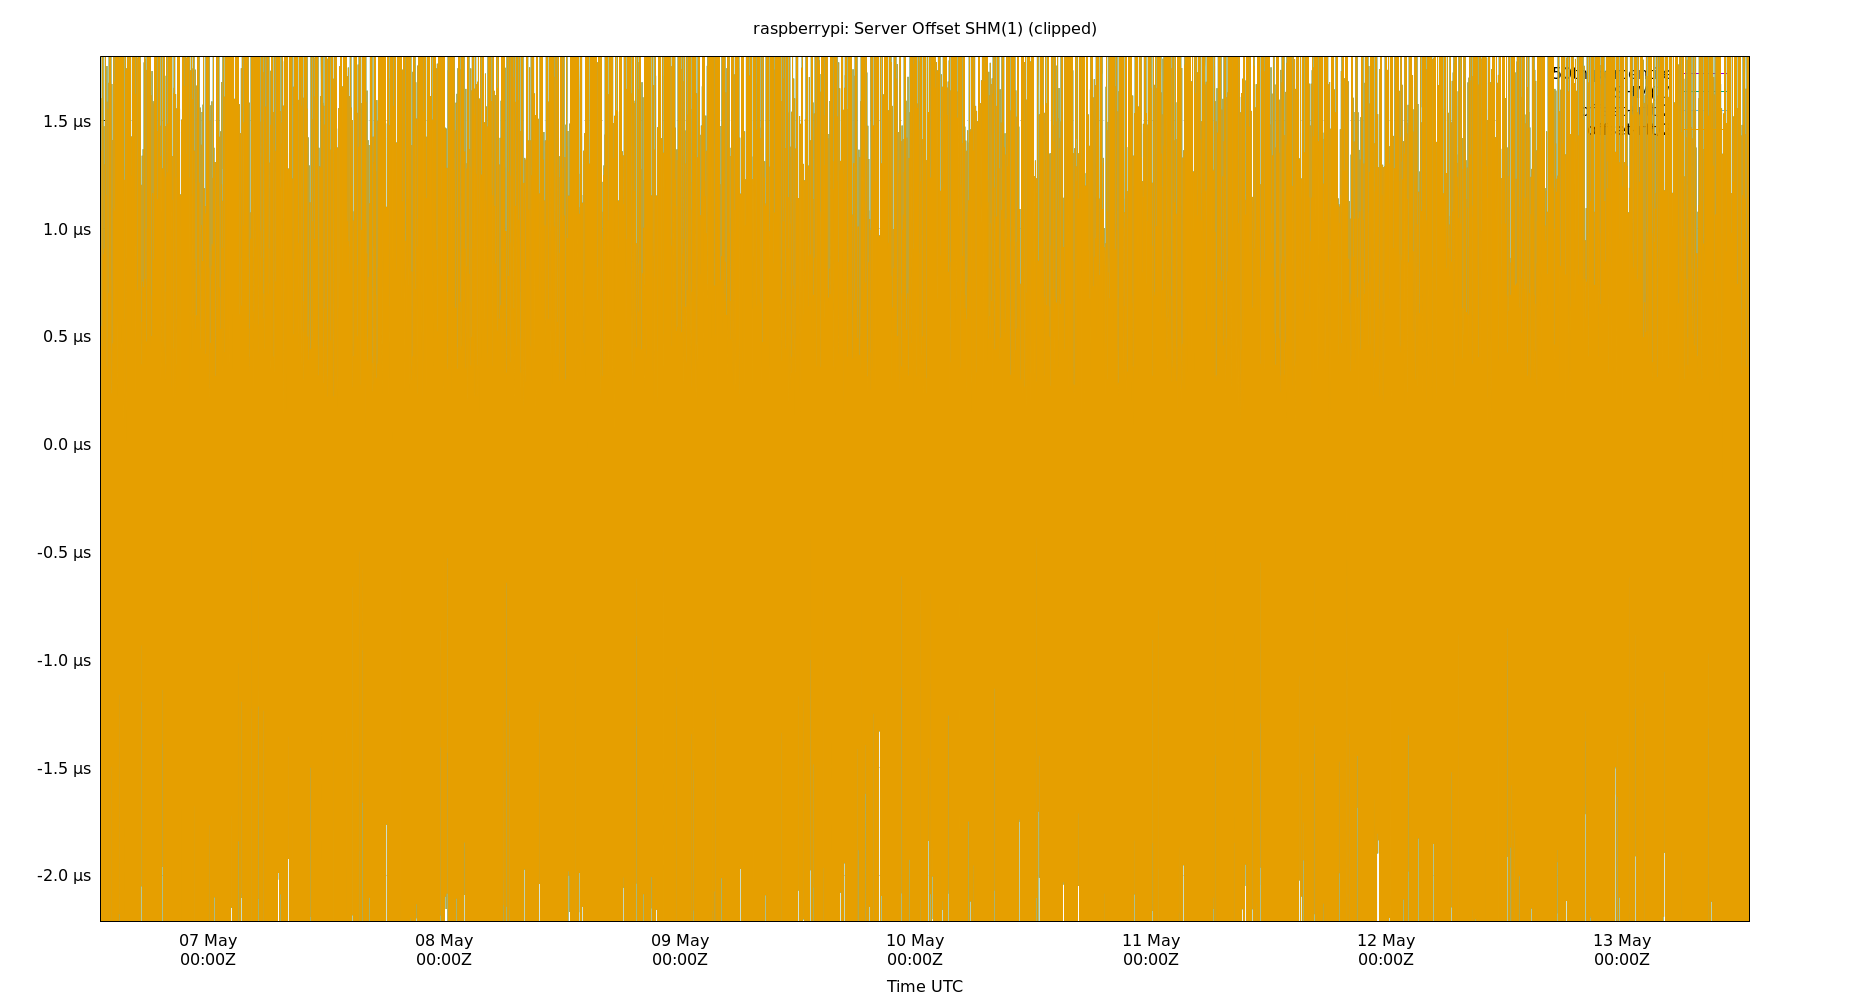 raspberrypi: Server Offset SHM(1) (clipped)
1.5 µs
1.0 µs
0.5 µs
0.0 µs
-0.5 µs
-1.0 µs
-1.5 µs
-2.0 µs
07 May
00:00Z
08 May
00:00Z
09 May
00:00Z
10 May
00:00Z
11 May
00:00Z
12 May
00:00Z
13 May
00:00Z
Time UTC